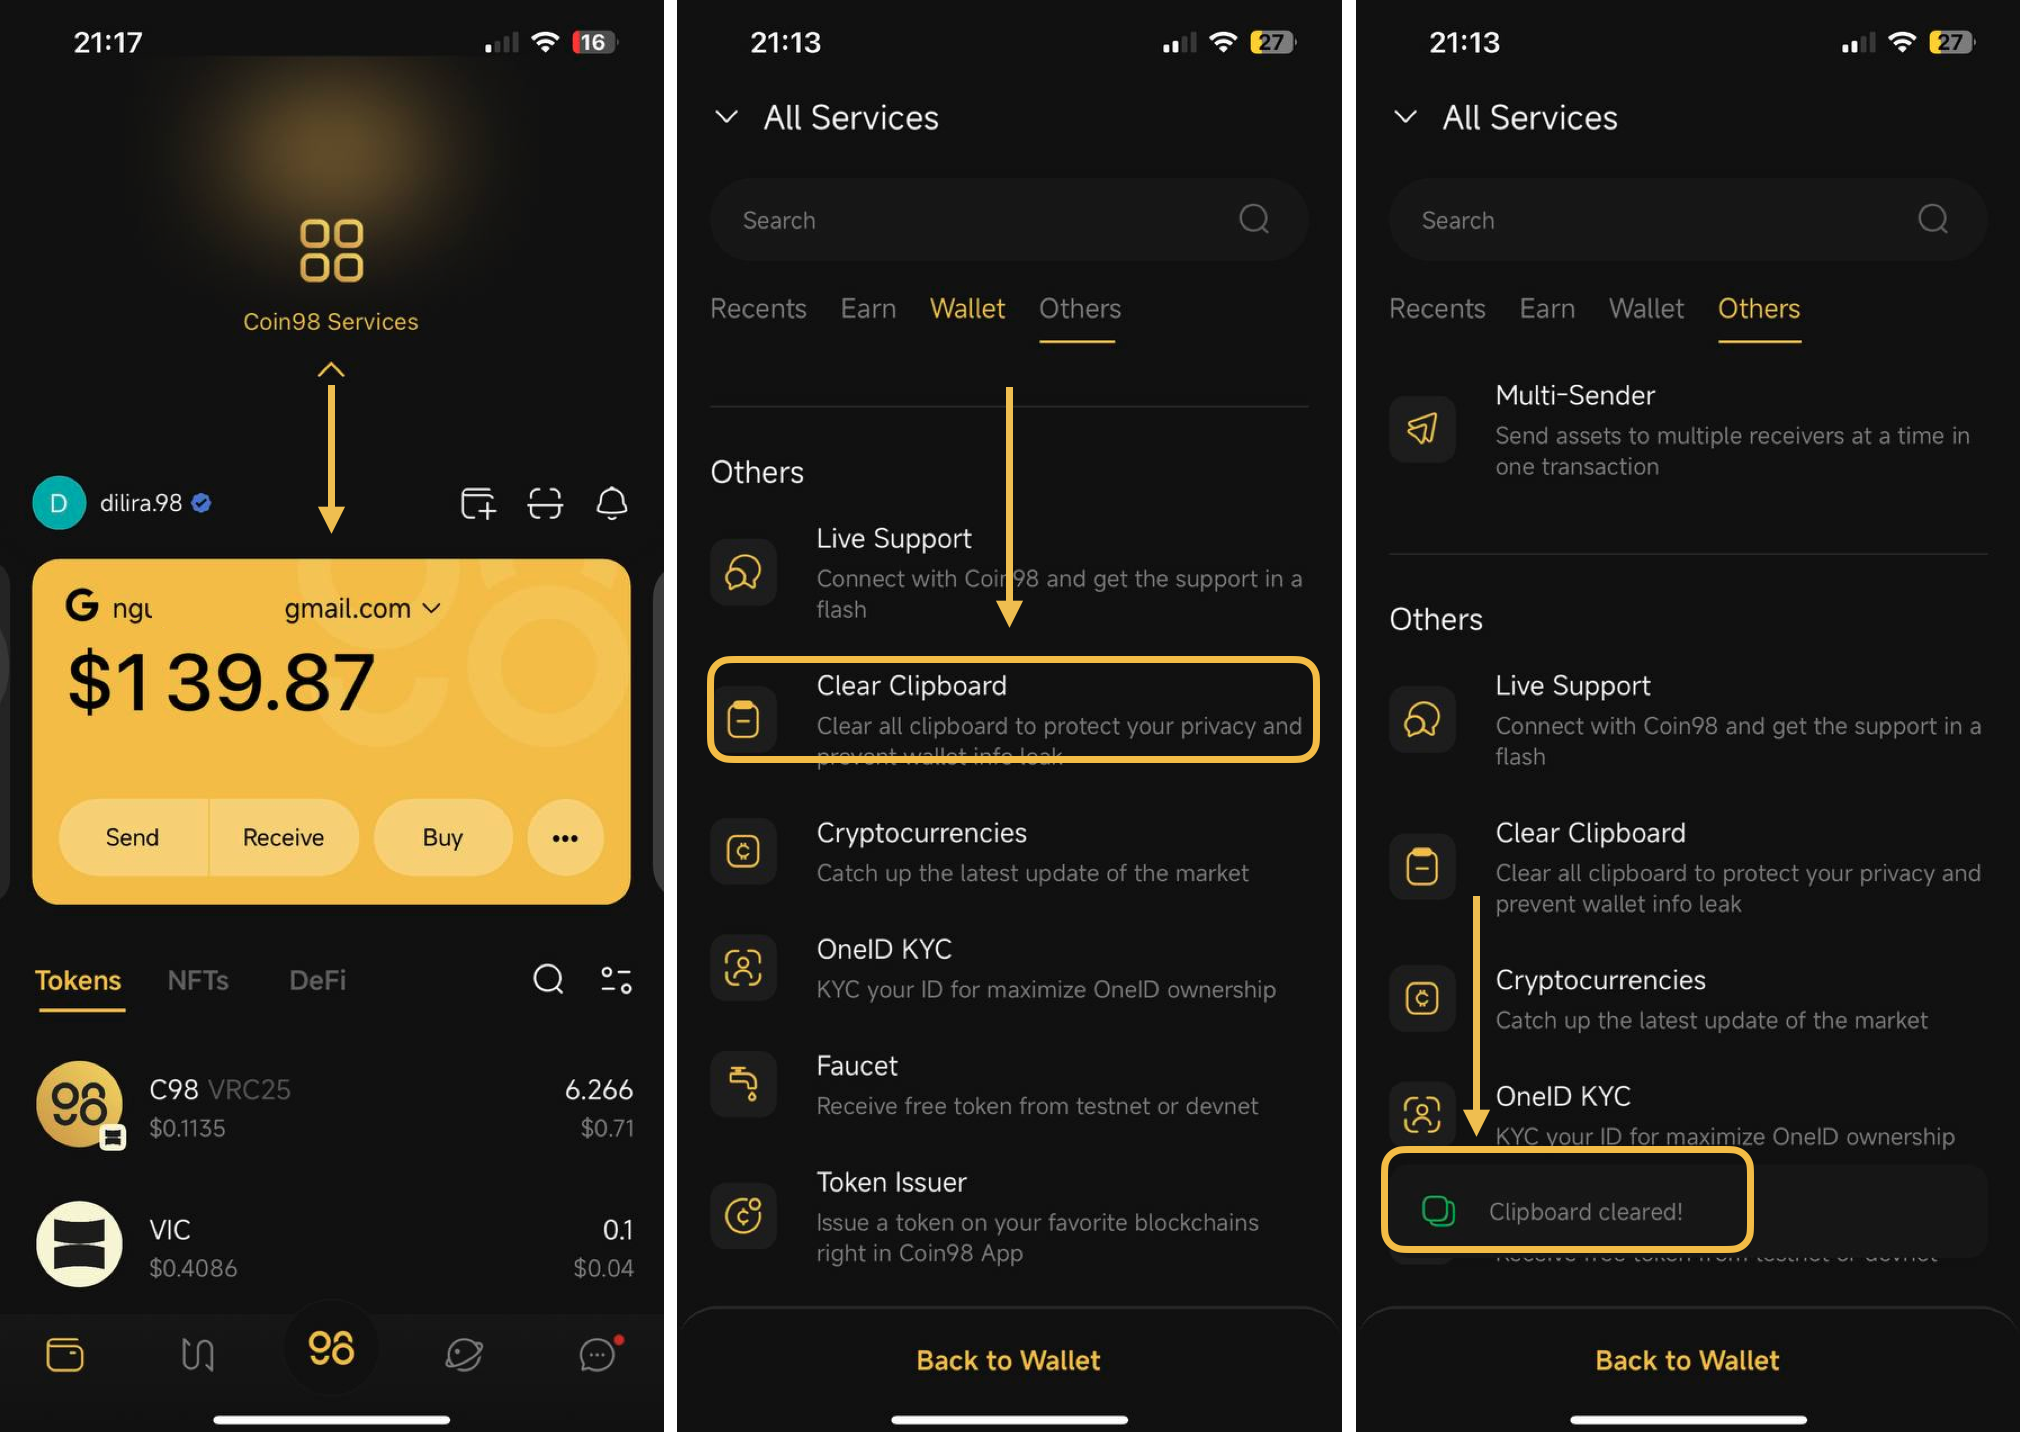 21:17
16
Coin98 Services
D
dilira.98
G ngu gmail.com
$139.87
Send
Receive
Buy
Tokens
NFTs
DeFi
C98 VRC25
6.266
$0.1135
$0.71
VIC
0.1
$0.4086
$0.04
21:13
27
All Services
Search
Recents
Earn
Wallet
Others
Others
Live Support
Connect with Coin98 and get the support in a
flash
Clear Clipboard
Clear all clipboard to protect your privacy and
prevent wallet info leak
Cryptocurrencies
Catch up the latest update of the market
OneID KYC
KYC your ID for maximize OneID ownership
Faucet
Receive free token from testnet or devnet
Token Issuer
Issue a token on your favorite blockchains
right in Coin98 App
Back to Wallet
21:13
27
All Services
Search
Recents
Earn
Wallet
Others
Multi-Sender
Send assets to multiple receivers at a time in
one transaction
Others
Live Support
Connect with Coin98 and get the support in a
flash
Clear Clipboard
Clear all clipboard to protect your privacy and
prevent wallet info leak
Cryptocurrencies
Catch up the latest update of the market
OneID KYC
KYC your ID for maximize OneID ownership
Clipboard cleared!
Receive free token from testnet or devnet
Back to Wallet